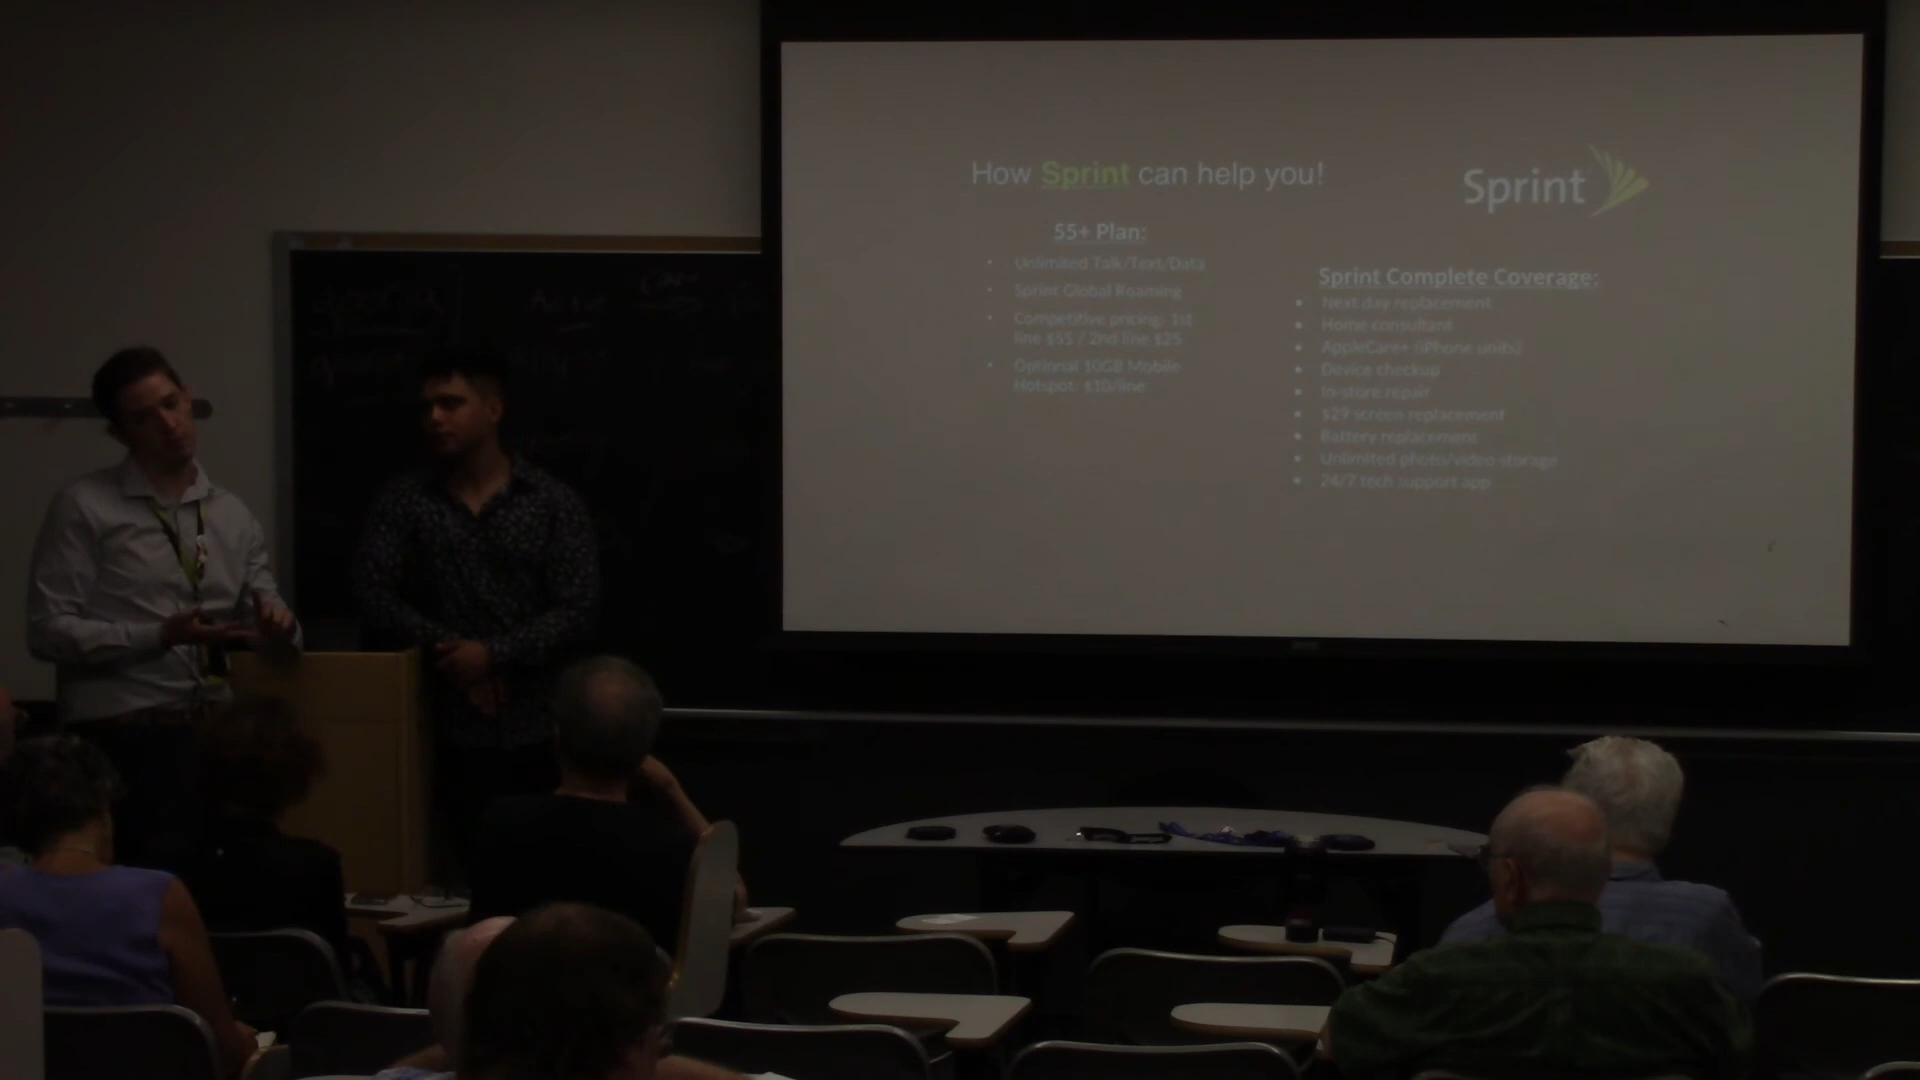 How Sprint can help you!
Sprint
55+ Plan:
• Unlimited Talk/Text/Data
• Sprint Global Roaming
• Competitive pricing: 1st
line $55 / 2nd line $25
• Optional 10GB Mobile
Hotspot: $10/line
Sprint Complete Coverage:
• Next day replacement
• Home consultant
• AppleCare+ (iPhone units)
• Device checkup
• In-store repair
• $29 screen replacement
• Battery replacement
• Unlimited photo/video storage
• 24/7 tech support app